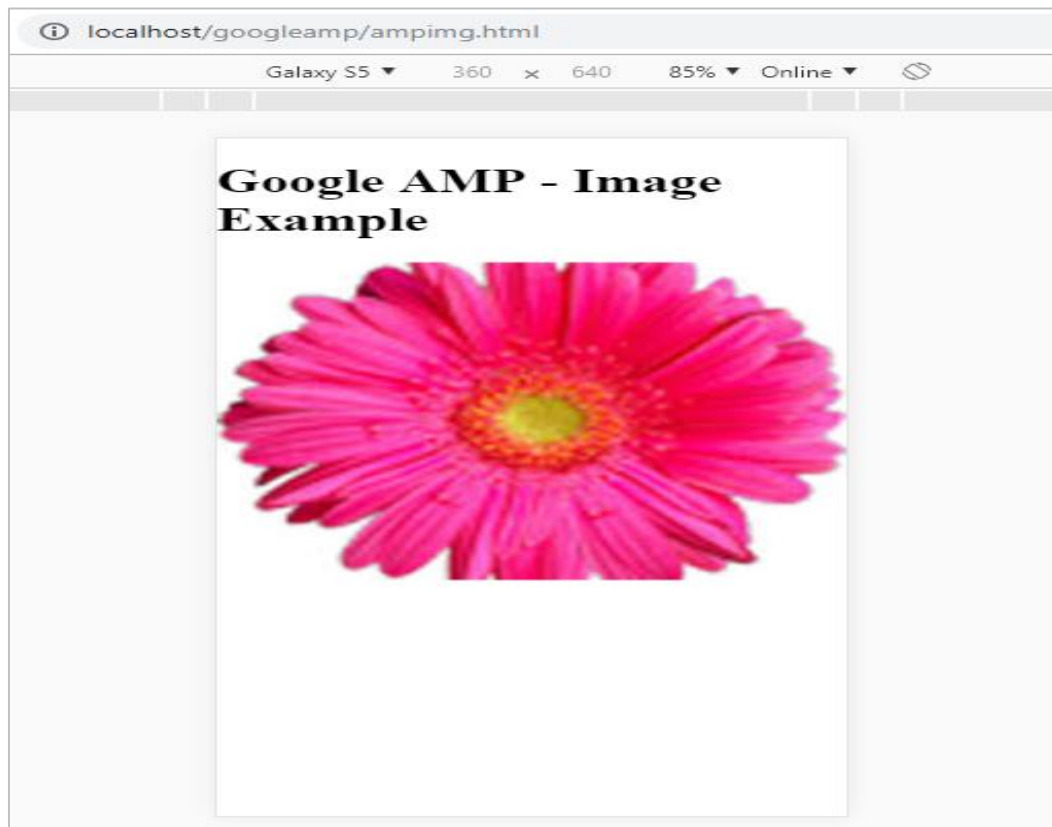 localhost/googleamp/ampimg.html
Galaxy S5 ▼ 360 × 640 85% ▼ Online ▼
Google AMP - Image
Example